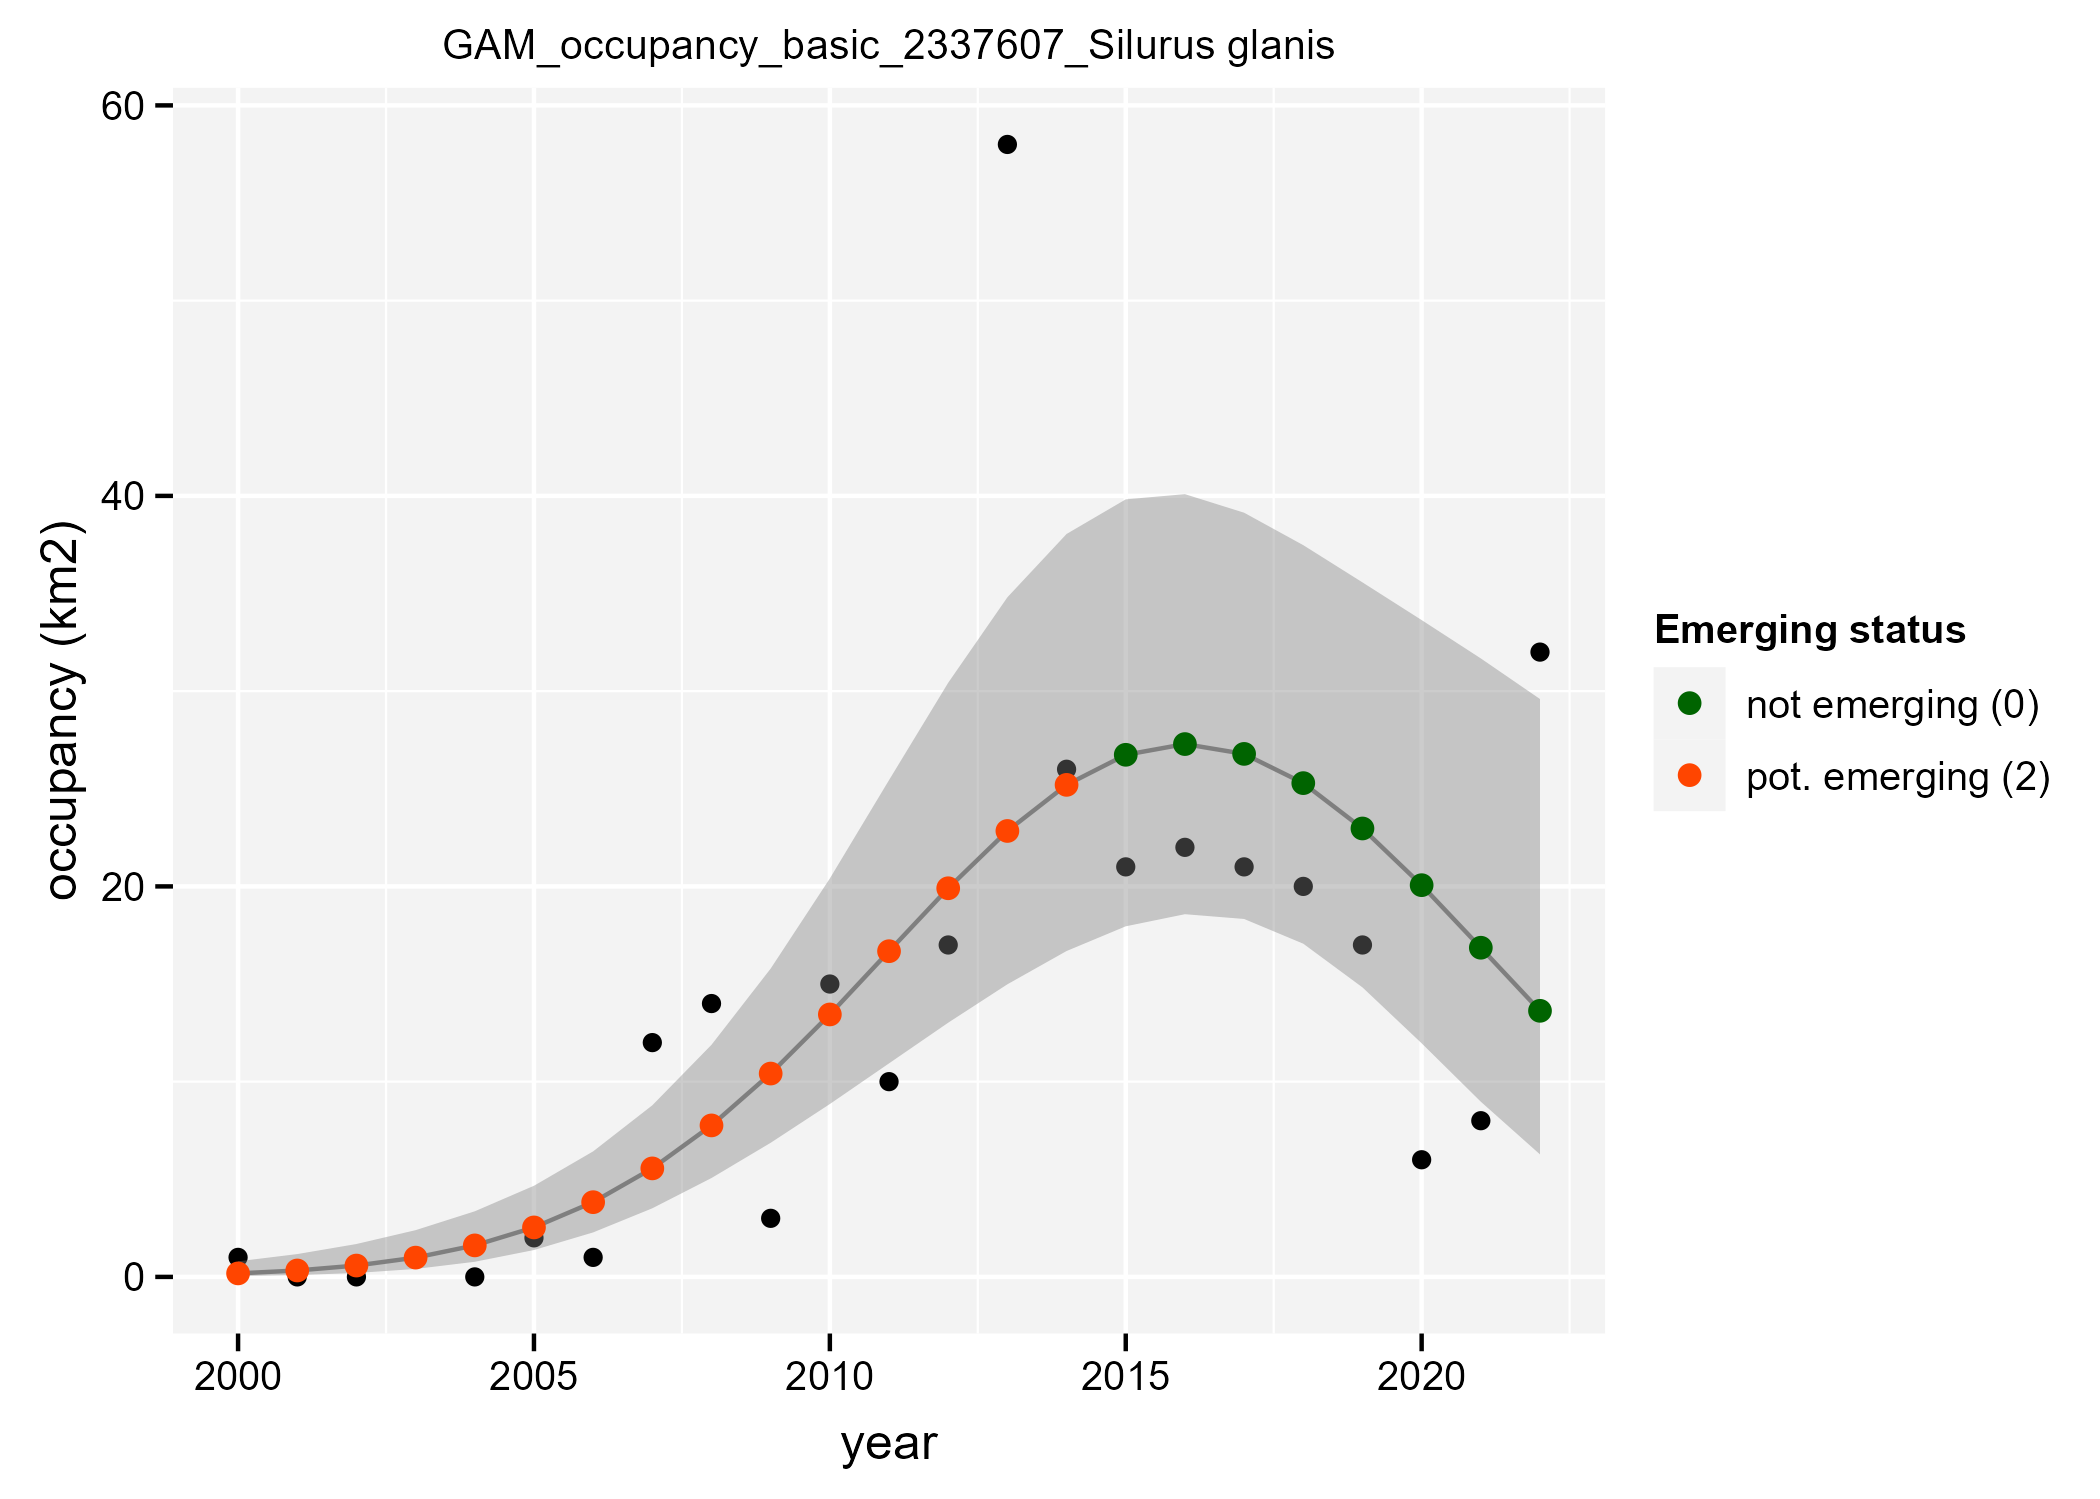 GAM_occupancy_basic_2337607_Silurus glanis
60
40
20
0
occupancy (km2)
2000 2005 2010 2015 2020
year
Emerging status
not emerging (0)
pot. emerging (2)